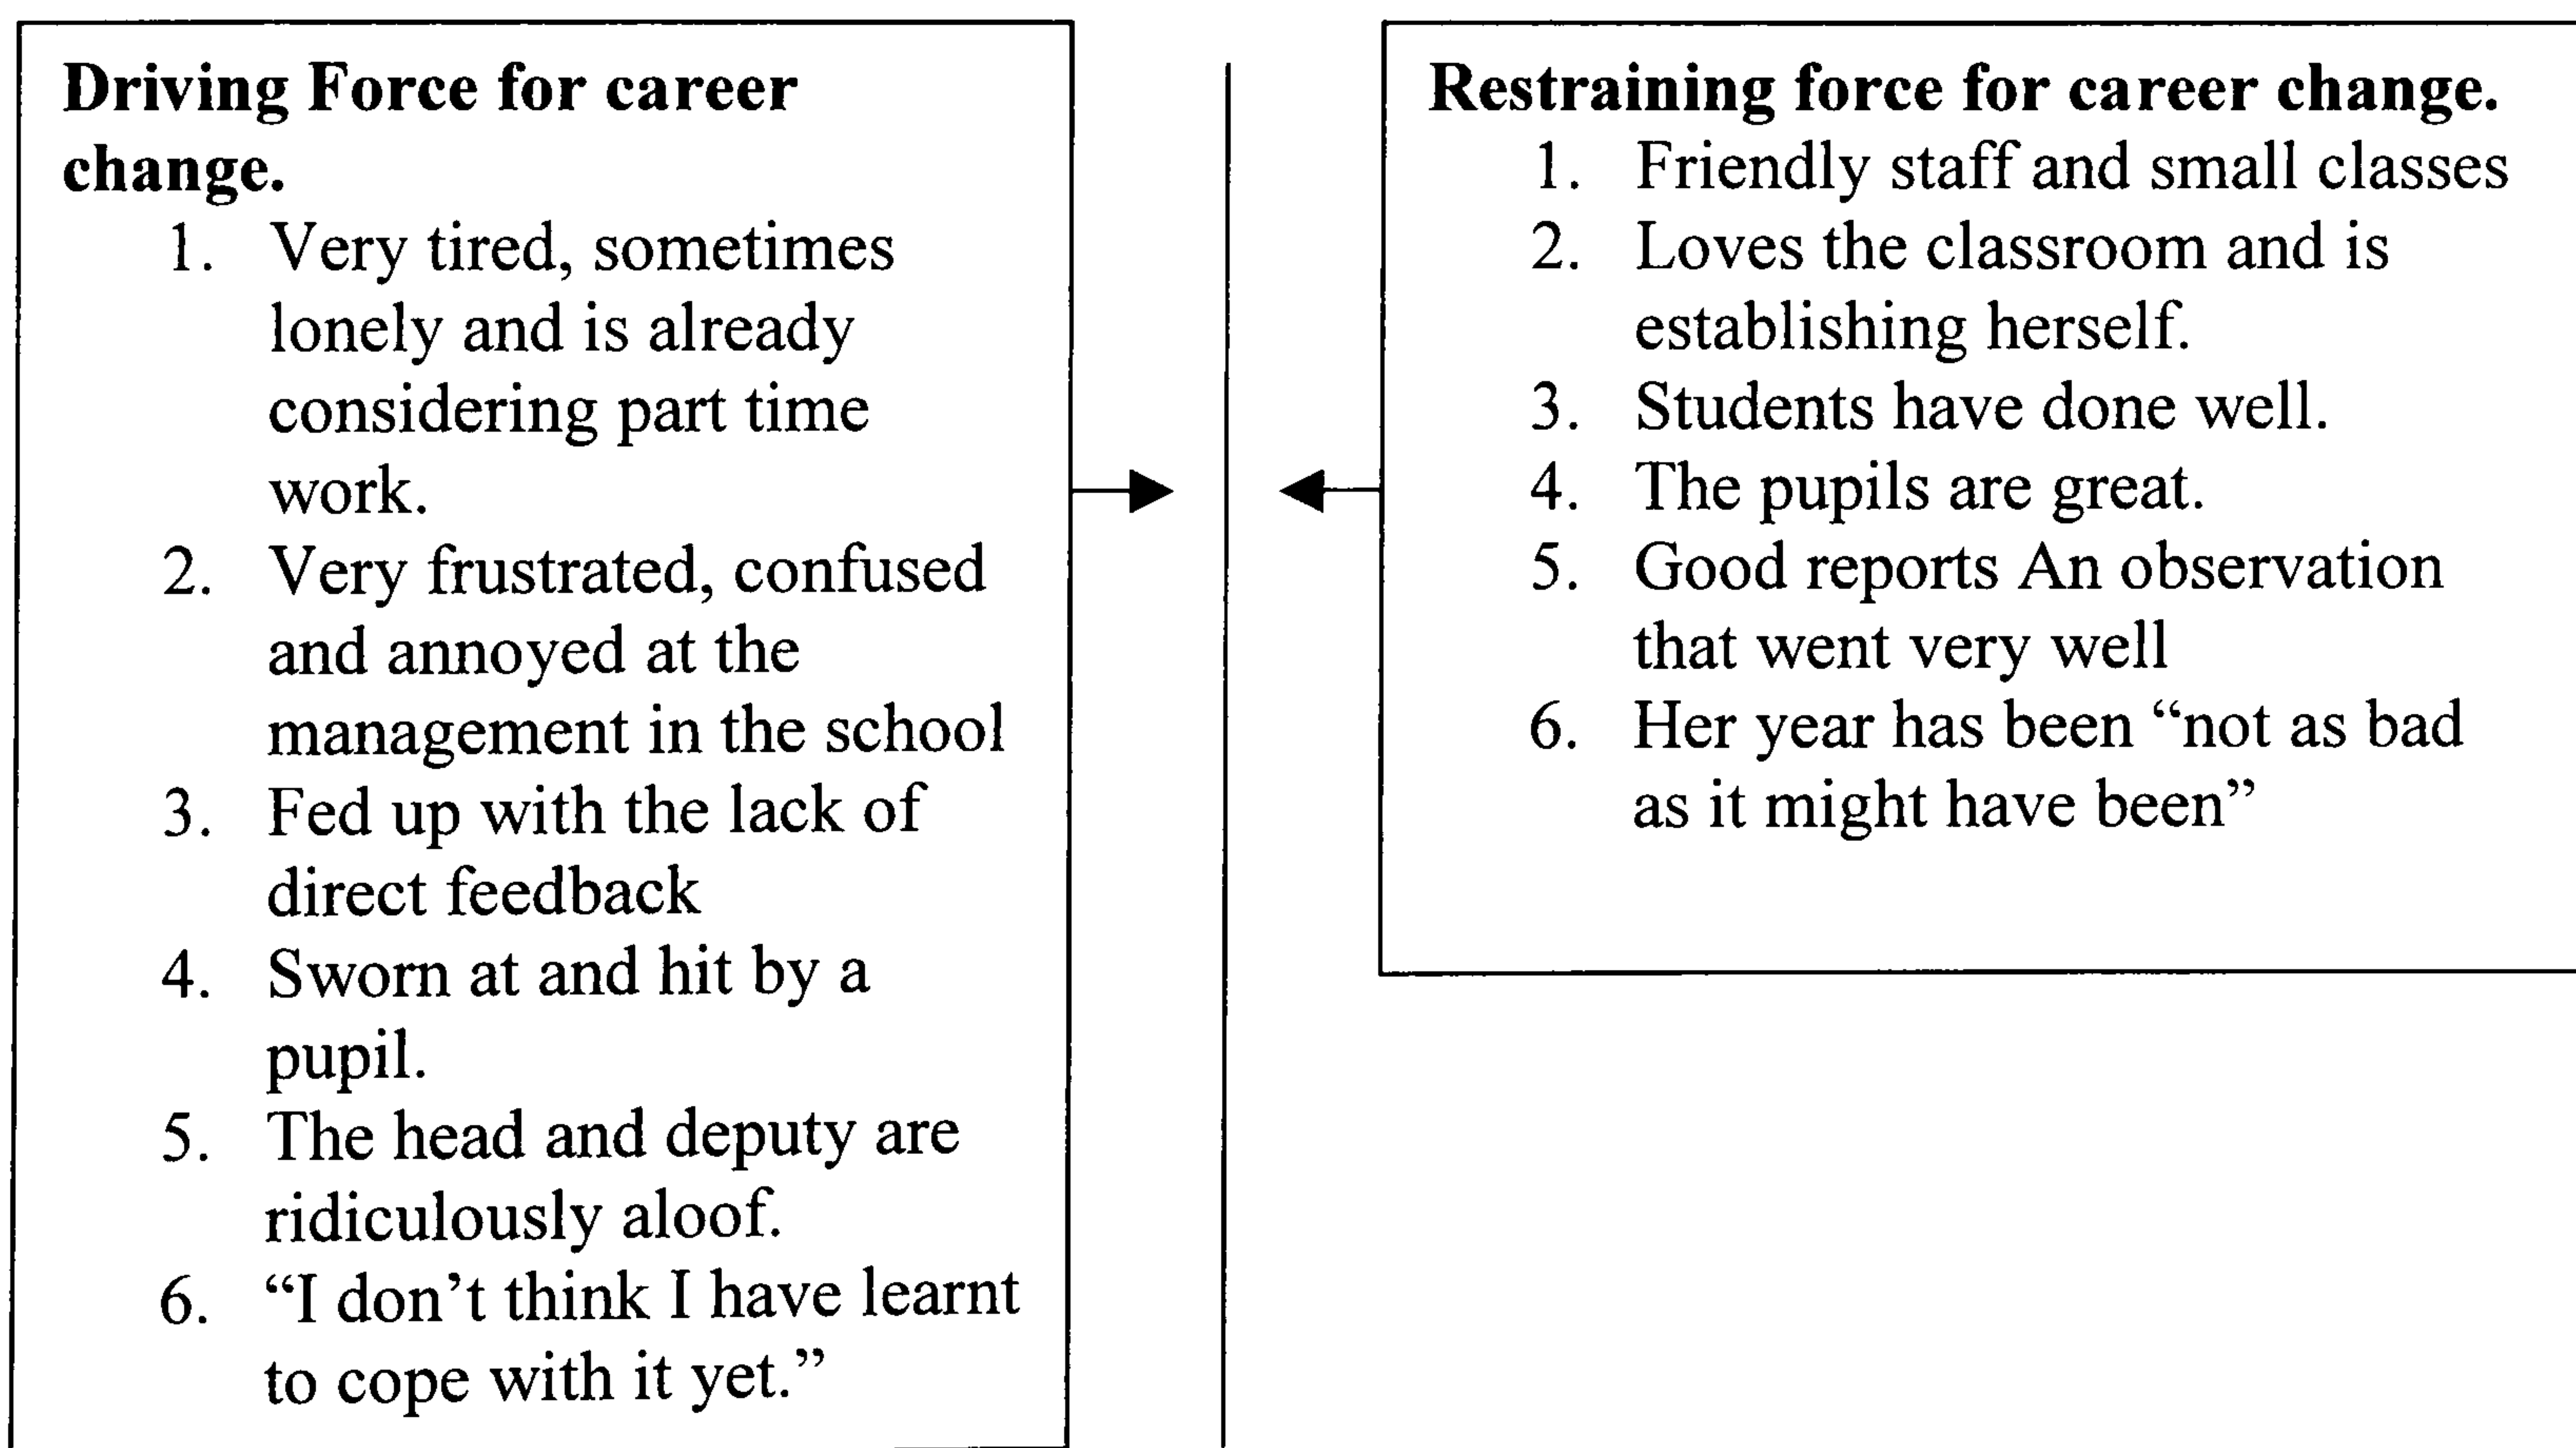 Driving Force for career
change.
1. Very tired, sometimes
lonely and is already
considering part time
work.
2. Very frustrated, confused
and annoyed at the
management in the school
3. Fed up with the lack of
direct feedback
4. Sworn at and hit by a
pupil.
5. The head and deputy are
ridiculously aloof.
6. “I don’t think I have learnt
to cope with it yet.”
Restraining force for career change.
1. Friendly staff and small classes
2. Loves the classroom and is
establishing herself.
3. Students have done well.
4. The pupils are great.
5. Good reports An observation
that went very well
6. Her year has been “not as bad
as it might have been”